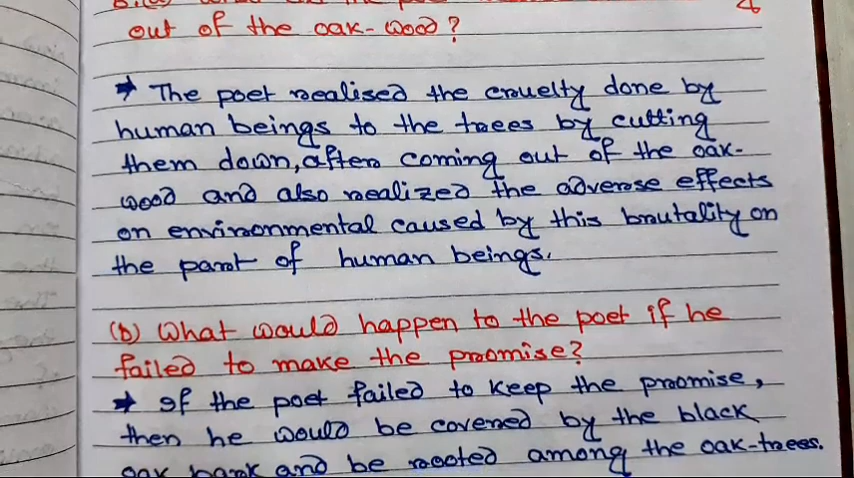 out of the oak-wood?
→ The poet realised the cruelty done by
human beings to the trees by cutting
them down, after coming out of the oak-
wood and also realized the adverse effects
on environmental caused by this brutality on
the part of human beings.
(b) What would happen to the poet if he
failed to make the promise?
→ If the poet failed to keep the promise,
then he would be covered by the black
oak bark and be rooted among the oak-trees.